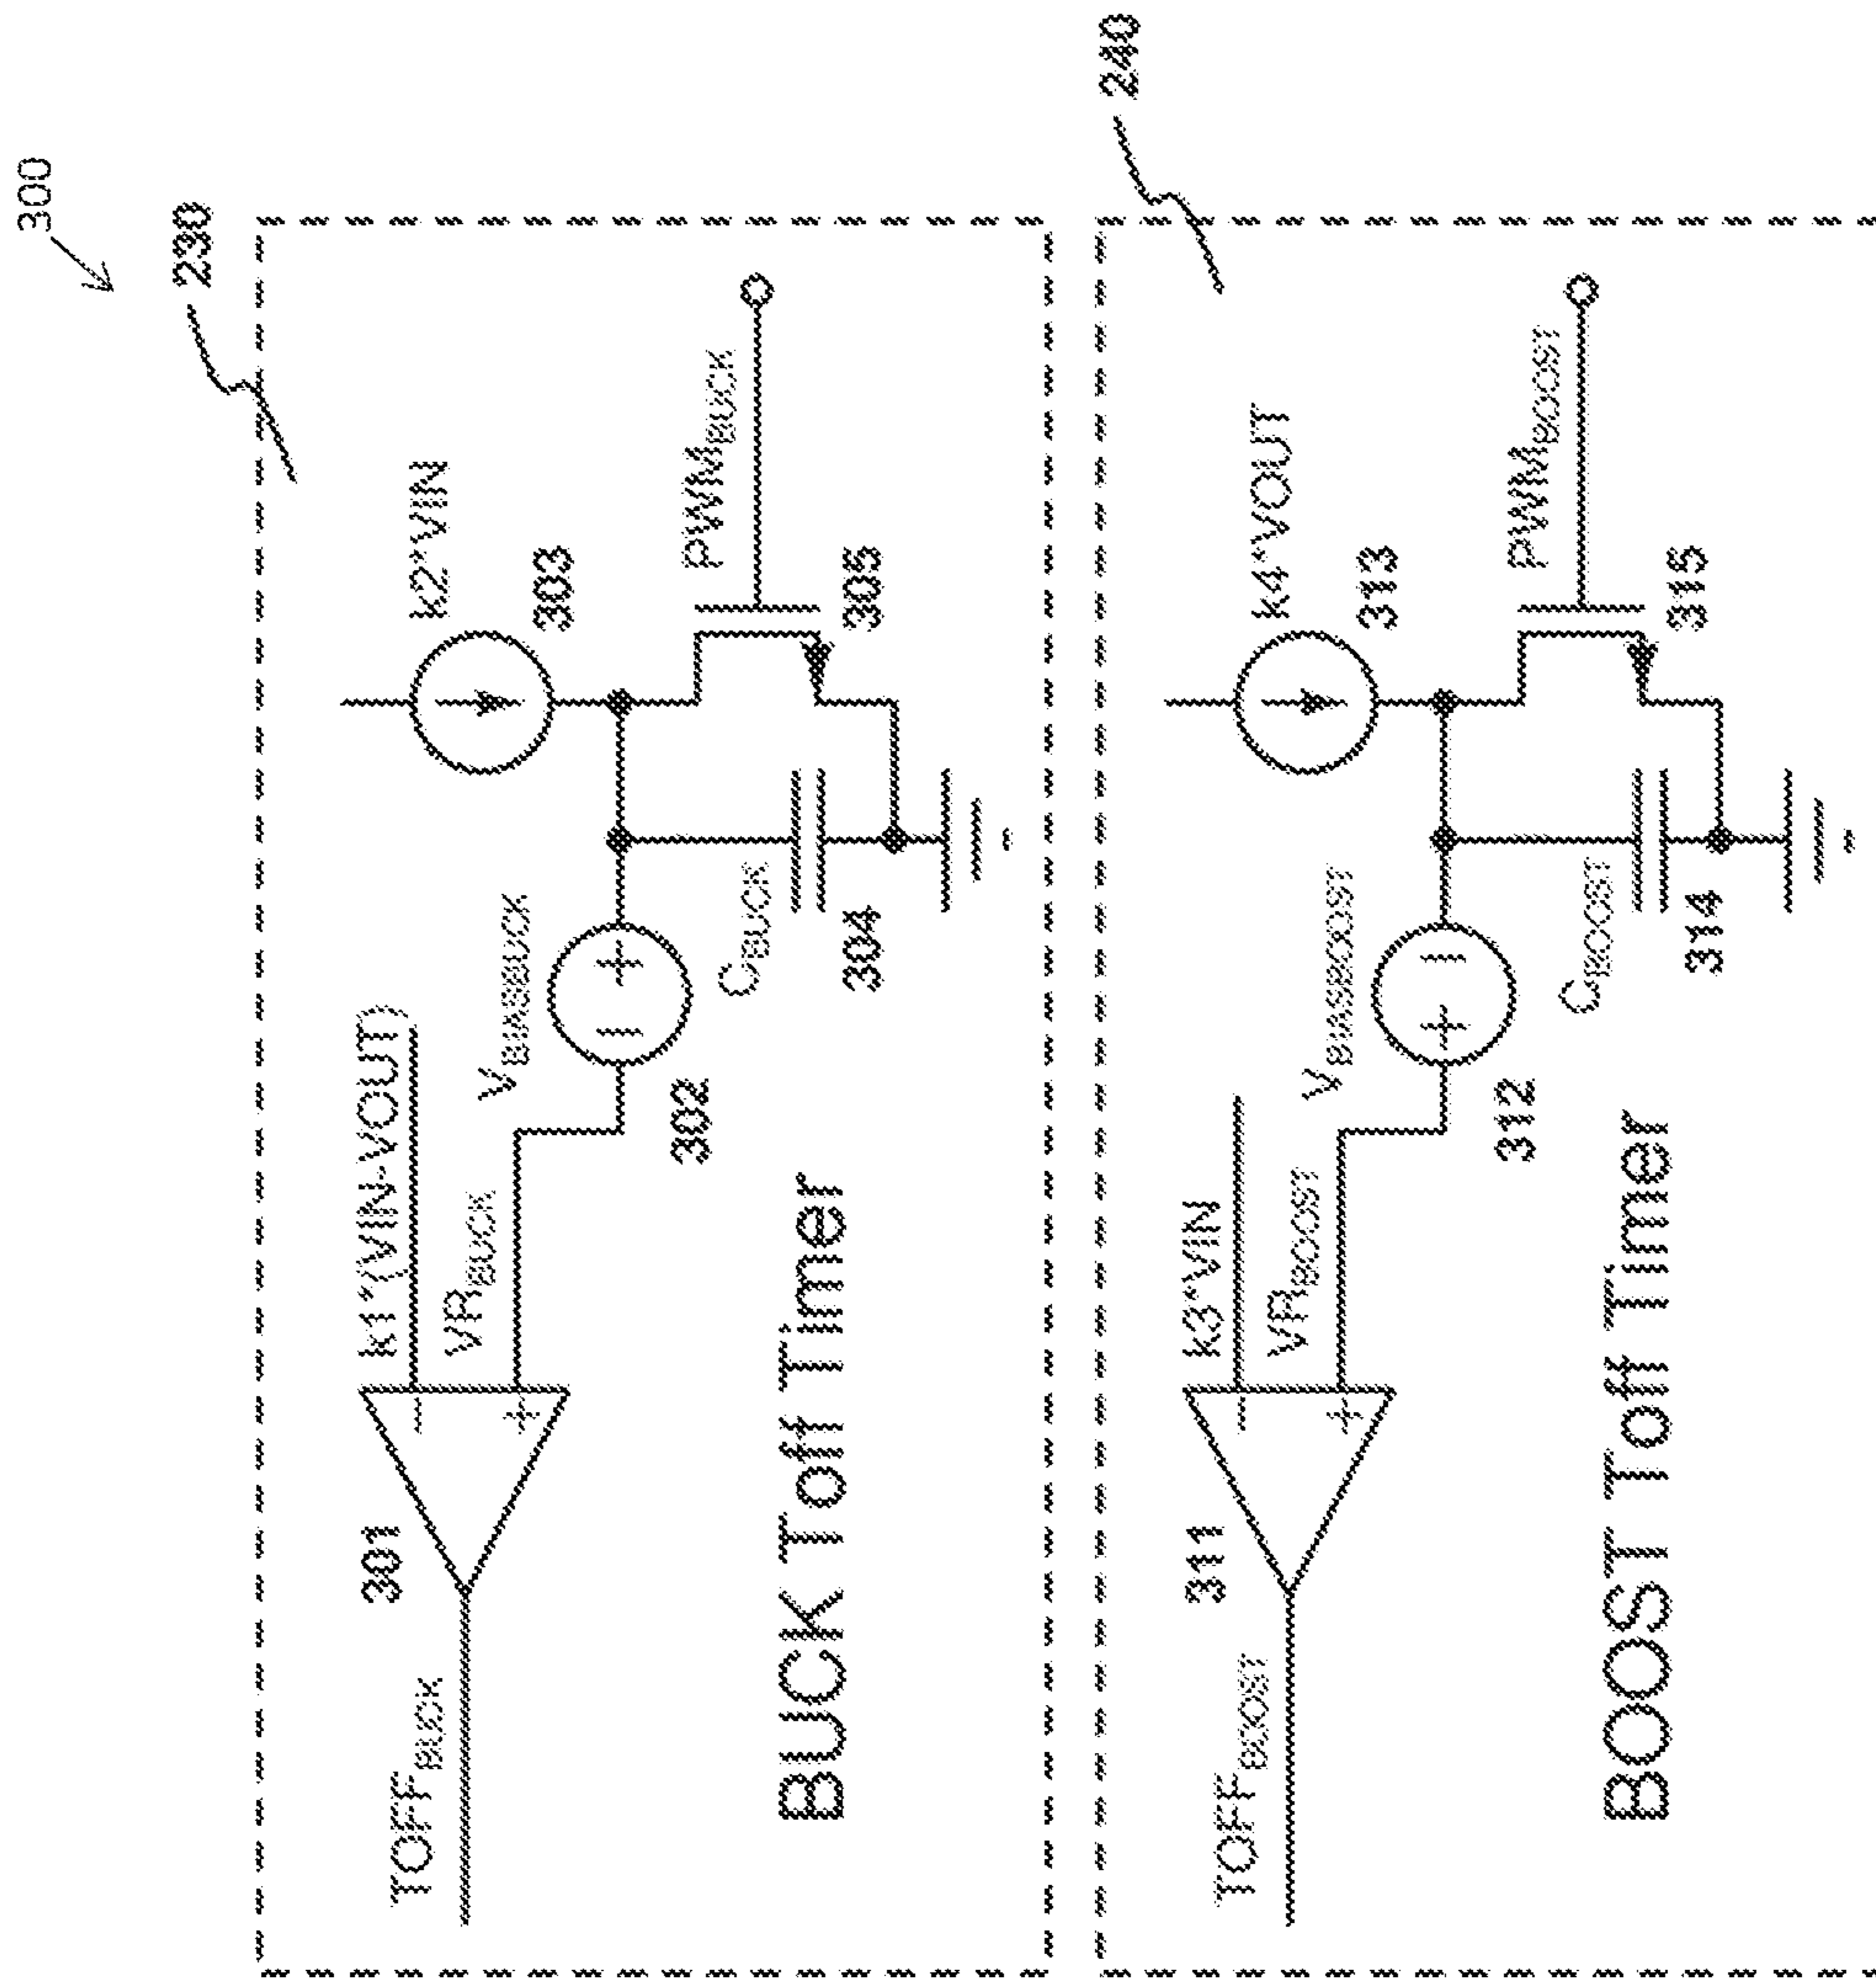 300
230
k1*(VIN-VOUT)
k2*VIN
301
303
TOFF_BUCK
VR_BUCK
V_BIASBUCK
302
PWM_BUCK
C_BUCK
304
305
BUCK Toff Timer
240
k3*VIN
k4*VOUT
311
313
TOFF_BOOST
VR_BOOST
V_BIASBOOST
312
PWM_BOOST
C_BOOST
314
315
BOOST Toff Timer